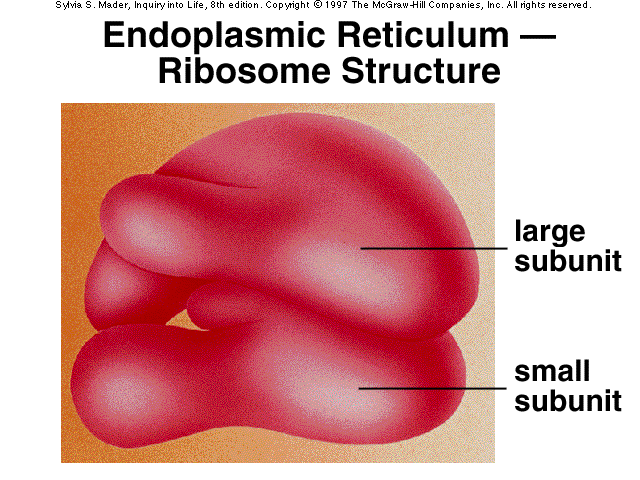 Sylvia S. Mader, Inquiry into Life, 8th edition. Copyright © 1997 The McGraw-Hill Companies, Inc. All rights reserved.
Endoplasmic Reticulum —
Ribosome Structure
large
subunit
small
subunit